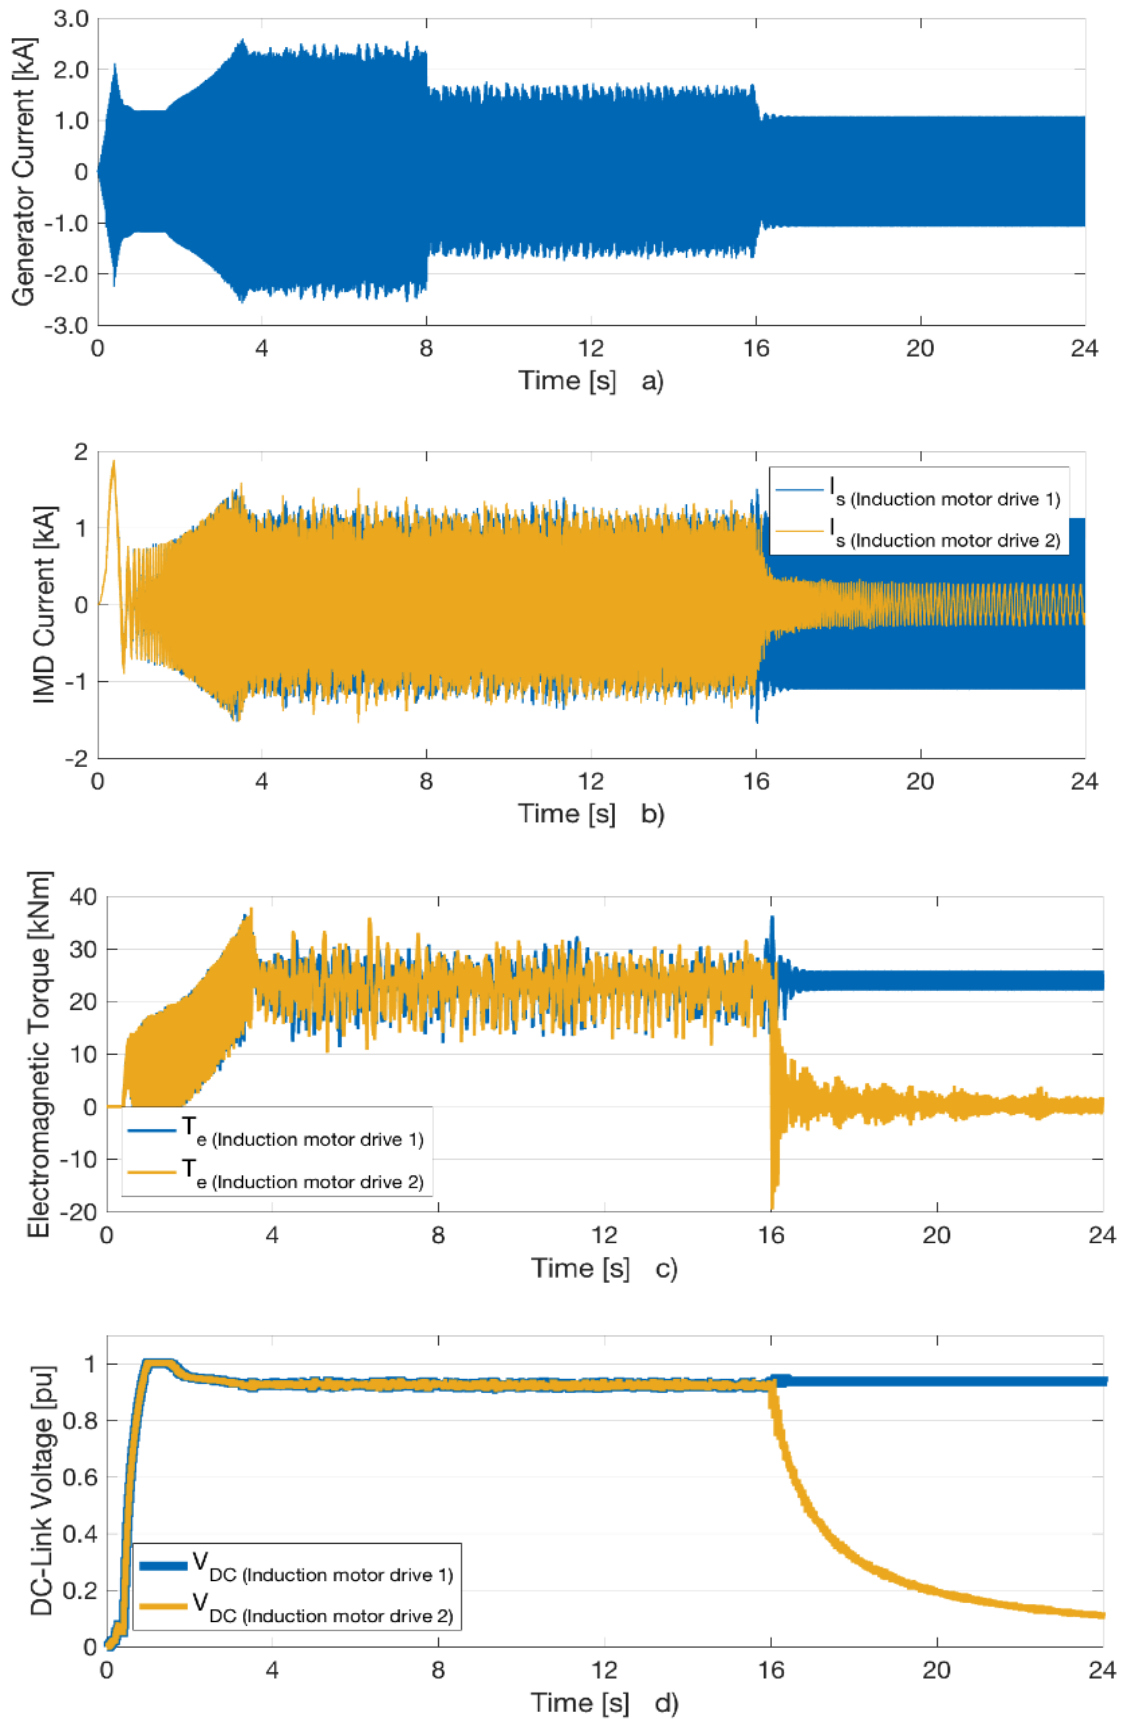 Generator Current [kA]
3.0
2.0
1.0
0
-1.0
-2.0
-3.0
0 4 8 12 16 20 24
Time [s] a)
IMD Current [kA]
2
1
0
-1
-2
I s (Induction motor drive 1)
I s (Induction motor drive 2)
0 4 8 12 16 20 24
Time [s] b)
Electromagnetic Torque [kNm]
40
30
20
10
0
-10
-20
T e (Induction motor drive 1)
T e (Induction motor drive 2)
0 4 8 12 16 20 24
Time [s] c)
DC-Link Voltage [pu]
1
0.8
0.6
0.4
0.2
0
V DC (Induction motor drive 1)
V DC (Induction motor drive 2)
0 4 8 12 16 20 24
Time [s] d)